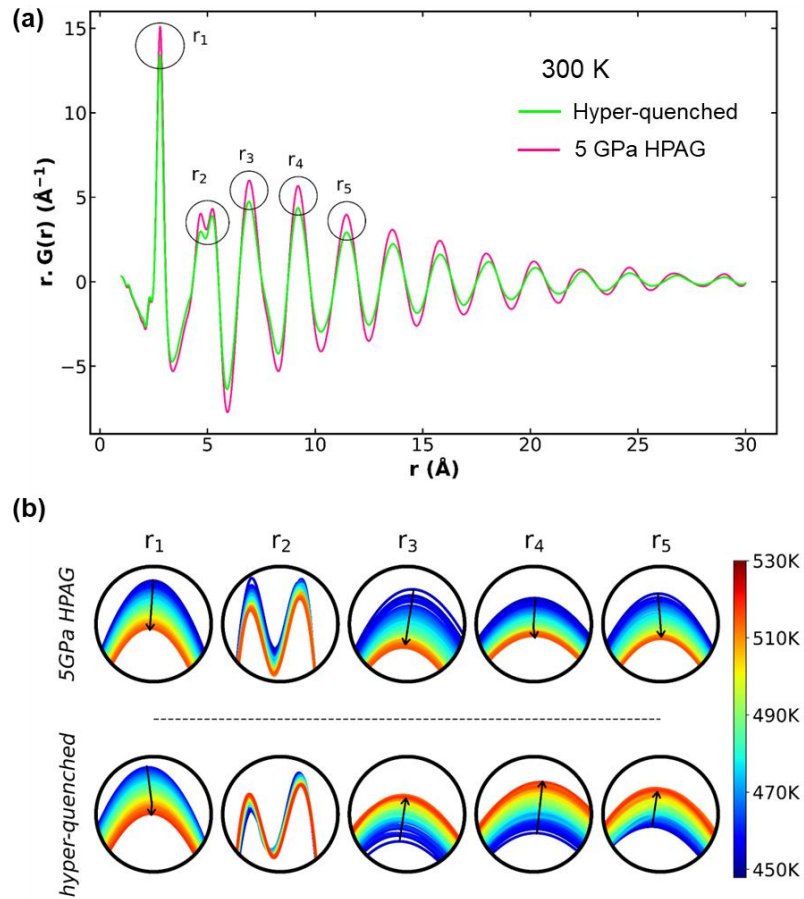 (a)
r. G(r) (Å⁻¹)
15
10
5
0
−5
r₁
r₂
r₃
r₄
r₅
300 K
Hyper-quenched
5 GPa HPAG
0 5 10 15 20 25 30
r (Å)
(b)
r₁ r₂ r₃ r₄ r₅
5GPa HPAG
hyper-quenched
530K
510K
490K
470K
450K